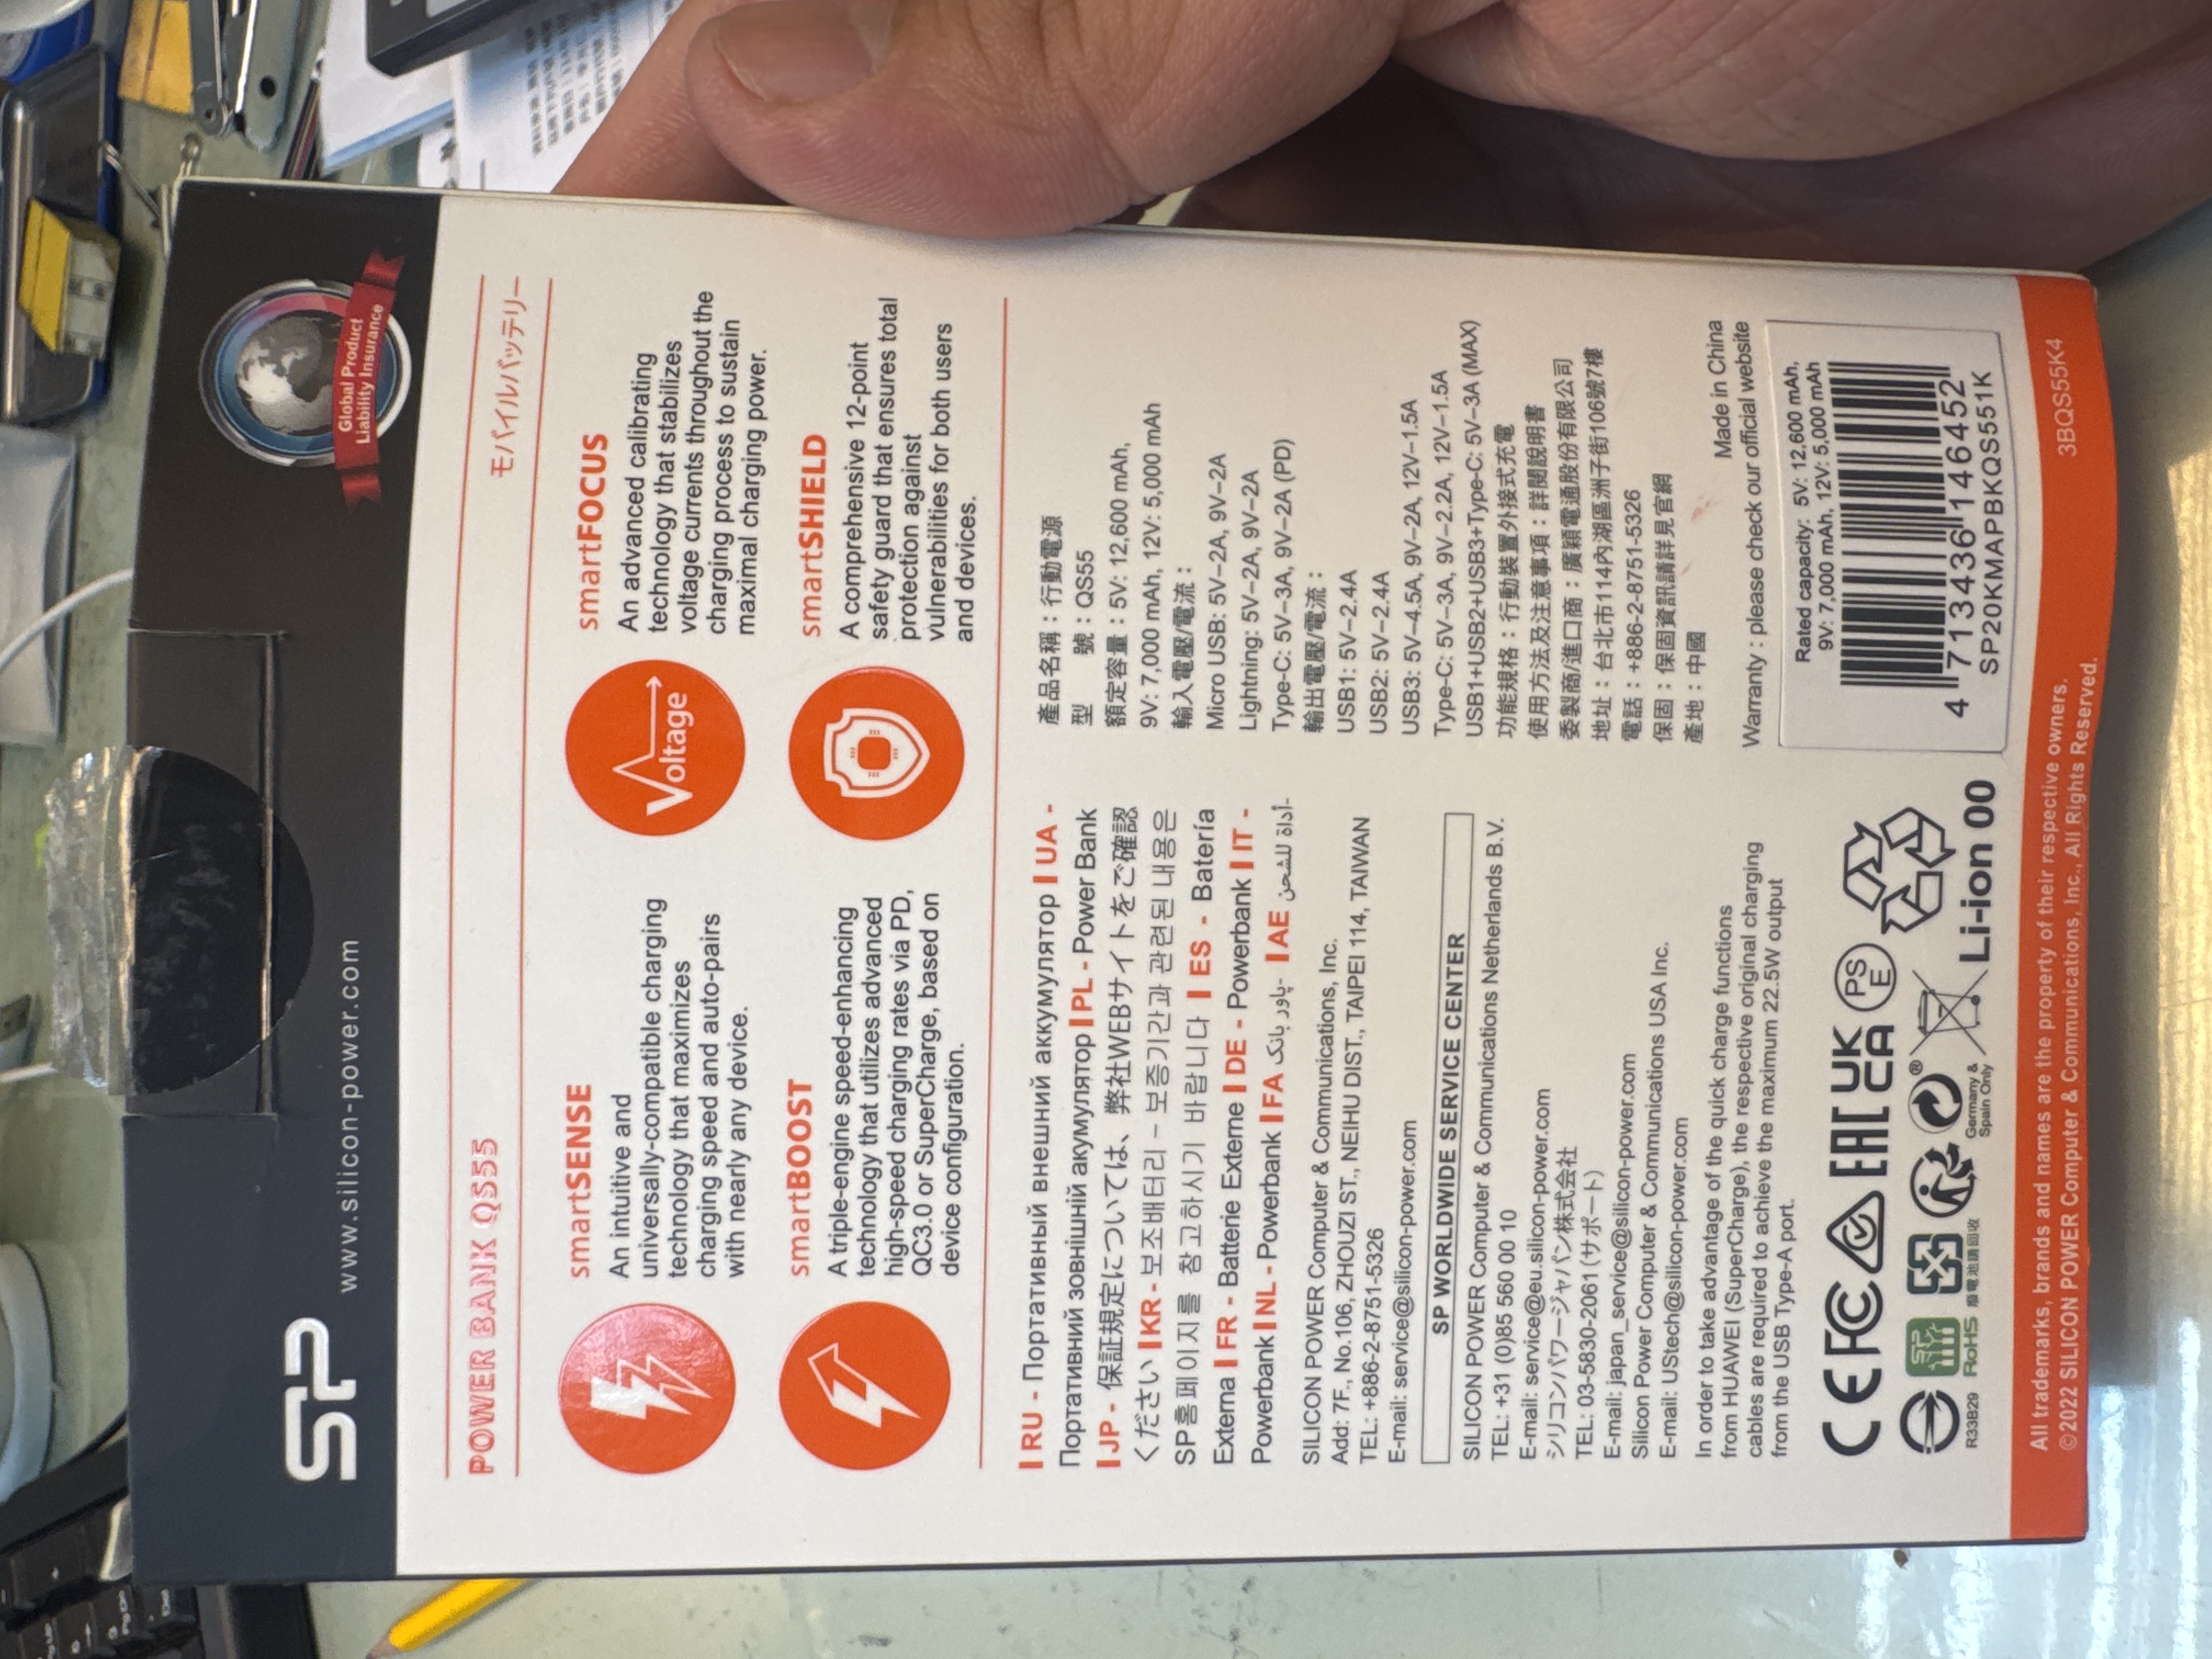 SP
www.silicon-power.com
Global Product
Liability Insurance
POWER BANK QS55
モバイルバッテリー
smartSENSE
An intuitive and
universally-compatible charging
technology that maximizes
charging speed and auto-pairs
with nearly any device.
Voltage
smartFOCUS
An advanced calibrating
technology that stabilizes
voltage currents throughout the
charging process to sustain
maximal charging power.
smartBOOST
A triple-engine speed-enhancing
technology that utilizes advanced
high-speed charging rates via PD,
QC3.0 or SuperCharge, based on
device configuration.
smartSHIELD
A comprehensive 12-point
safety guard that ensures total
protection against
vulnerabilities for both users
and devices.
| RU - Портативный внешний аккумулятор | UA -
Портативний зовнішній акумулятор | PL - Power Bank
| JP - 保証規定については、弊社WEBサイトをご確認
ください | KR - 보조배터리 – 보증기간과 관련된 내용은
SP홈페이지를 참고하시기 바랍니다 | ES - Batería
Externa | FR - Batterie Externe | DE - Powerbank | IT -
Powerbank | NL - Powerbank | FA پاور بانک- | AE أداة للشحن-
SILICON POWER Computer & Communications, Inc.
Add: 7F., No.106, ZHOUZI ST., NEIHU DIST., TAIPEI 114, TAIWAN
TEL: +886-2-8751-5326
E-mail: service@silicon-power.com
SP WORLDWIDE SERVICE CENTER
SILICON POWER Computer & Communications Netherlands B.V.
TEL: +31 (0)85 560 00 10
E-mail: service@eu.silicon-power.com
シリコンパワージャパン株式会社
TEL: 03-5830-2061 (サポート)
E-mail: japan_service@silicon-power.com
Silicon Power Computer & Communications USA Inc.
E-mail: UStech@silicon-power.com
In order to take advantage of the quick charge functions
from HUAWEI (SuperCharge), the respective original charging
cables are required to achieve the maximum 22.5W output
from the USB Type-A port.
CE FC EAC UK
CA PS
E
R33B29
SP
RoHS
廢電池請回收
®
Germany &
Spain Only
Li-ion 00
產品名稱：行動電源
型 號：QS55
額定容量：5V: 12,600 mAh,
9V: 7,000 mAh, 12V: 5,000 mAh
輸入電壓/電流：
Micro USB: 5V⎓2A, 9V⎓2A
Lightning: 5V⎓2A, 9V⎓2A
Type-C: 5V⎓3A, 9V⎓2A (PD)
輸出電壓/電流：
USB1: 5V⎓2.4A
USB2: 5V⎓2.4A
USB3: 5V⎓4.5A, 9V⎓2A, 12V⎓1.5A
Type-C: 5V⎓3A, 9V⎓2.2A, 12V⎓1.5A
USB1+USB2+USB3+Type-C: 5V⎓3A (MAX)
功能規格：行動裝置外接式充電
使用方法及注意事項：詳閱說明書
委製商/進口商：廣穎電通股份有限公司
地址：台北市114內湖區洲子街106號7樓
電話：+886-2-8751-5326
保固：保固資訊請詳見官網
產地：中國
Made in China
Warranty : please check our official website
Rated capacity: 5V: 12,600 mAh,
9V: 7,000 mAh, 12V: 5,000 mAh
4 713436 146452
SP20KMAPBKQS551K
All trademarks, brands and names are the property of their respective owners.
©2022 SILICON POWER Computer & Communications, Inc., All Rights Reserved.
3BQS55K4